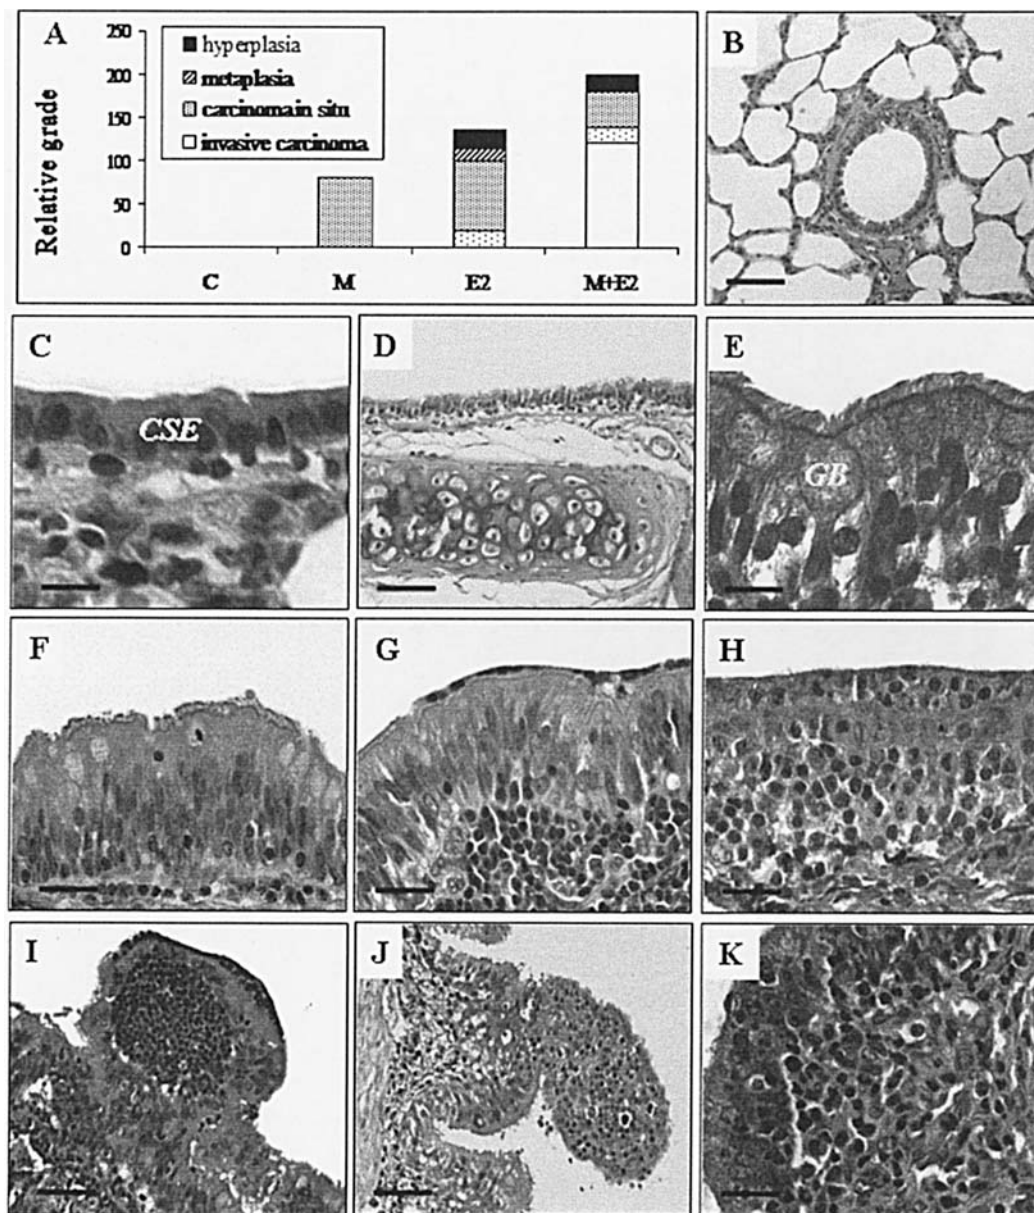 A
250
200
150
100
50
0
Relative grade
hyperplasia
metaplasia
carcinomain situ
invasive carcinoma
C M E2 M+E2
B
C
CSE
D
E
GB
F
G
H
I
J
K